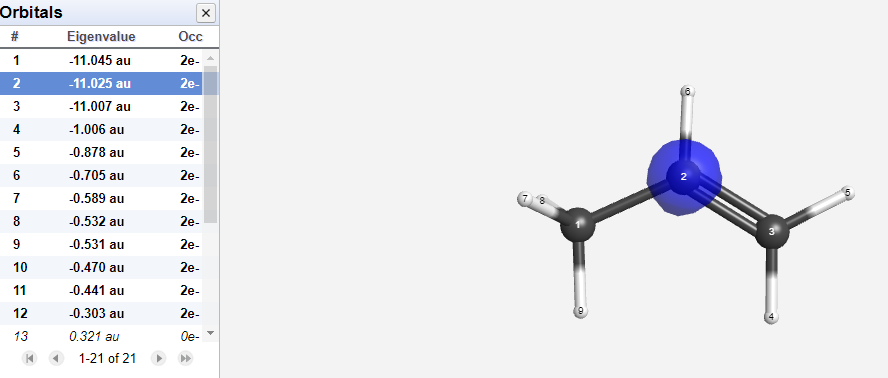 Orbitals ×
# Eigenvalue Occ
1 -11.045 au 2e-
2 -11.025 au 2e-
3 -11.007 au 2e-
4 -1.006 au 2e-
5 -0.878 au 2e-
6 -0.705 au 2e-
7 -0.589 au 2e-
8 -0.532 au 2e-
9 -0.531 au 2e-
10 -0.470 au 2e-
11 -0.441 au 2e-
12 -0.303 au 2e-
13 0.321 au 0e-
1-21 of 21
6
2
7 8 5
1 3
9 4